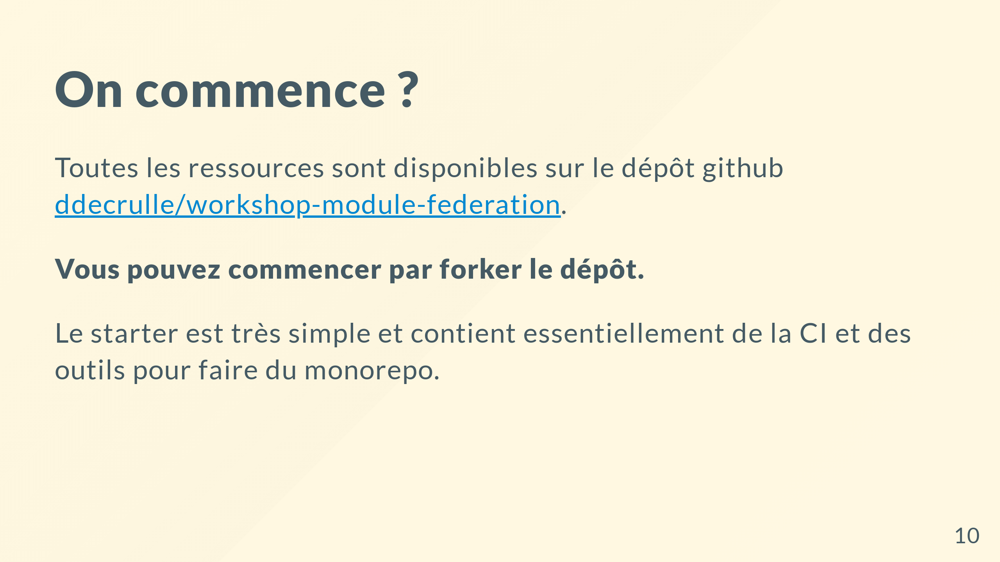 On commence ?
Toutes les ressources sont disponibles sur le dépôt github
ddecrulle/workshop-module-federation.
Vous pouvez commencer par forker le dépôt.
Le starter est très simple et contient essentiellement de la CI et des
outils pour faire du monorepo.
10